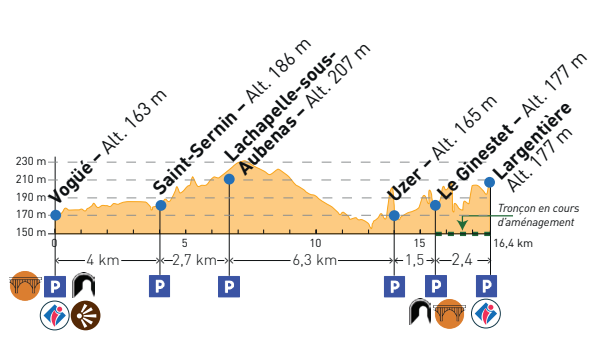 Vogüé – Alt. 163 m
Saint-Sernin – Alt. 186 m
Lachapelle-sous-
Aubenas – Alt. 207 m
Uzer – Alt. 165 m
Le Ginestet – Alt. 177 m
Largentière
Alt. 177 m
230 m
210 m
190 m
170 m
150 m
Tronçon en cours
d'aménagement
0 5 10 15 16,4 km
4 km 2,7 km 6,3 km 1,5 2,4
P P P P P P